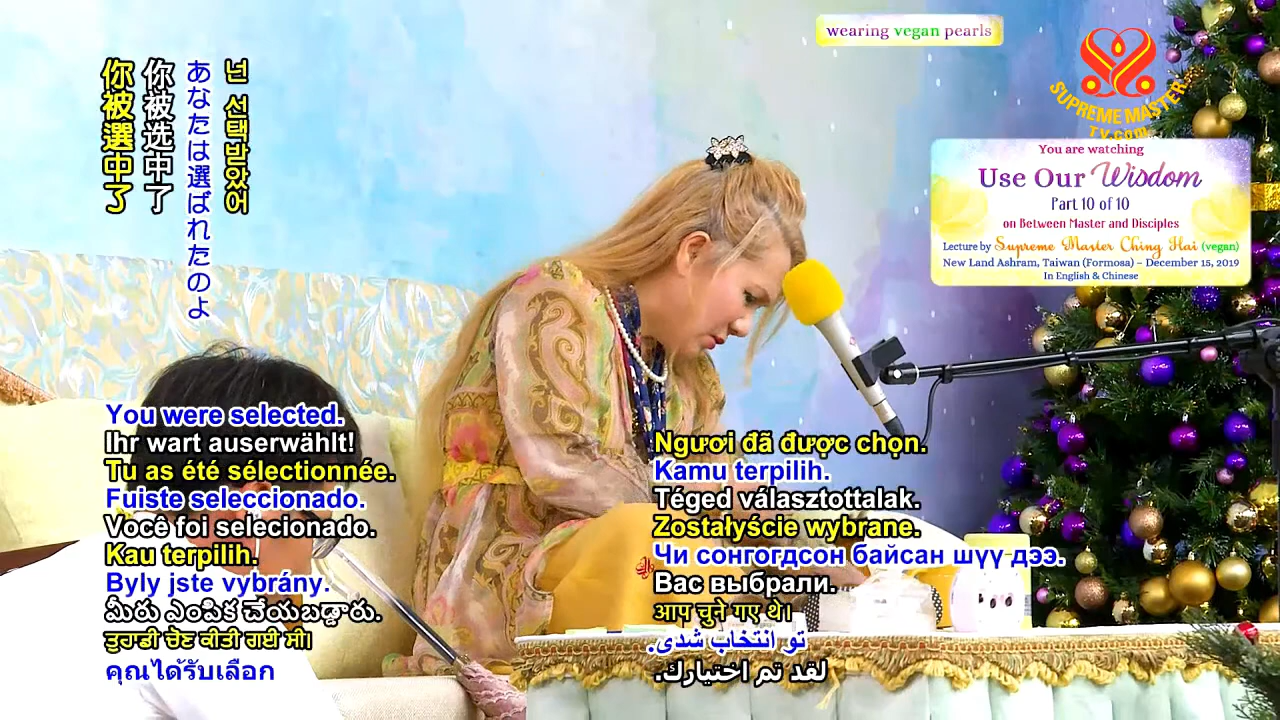 wearing vegan pearls
SUPREME MASTER
TV.com
You are watching
Use Our Wisdom
Part 10 of 10
on Between Master and Disciples
Lecture by Supreme Master Ching Hai (vegan)
New Land Ashram, Taiwan (Formosa) – December 15, 2019
In English & Chinese
넌 선택받았어
あなたは選ばれたのよ
你被选中了
你被選中了
You were selected.
Ihr wart auserwählt!
Tu as été sélectionnée.
Fuiste seleccionado.
Você foi selecionado.
Kau terpilih.
Byly jste vybrány.
మీరు ఎంపిక చేయబడ్డారు.
ਤੁਹਾਡੀ ਚੋਣ ਕੀਤੀ ਗਈ ਸੀ।
คุณได้รับเลือก
Ngươi đã được chọn.
Kamu terpilih.
Téged választottalak.
Zostałyście wybrane.
Чи сонгогдсон байсан шүү дээ.
Вас выбрали.
आप चुने गए थे।
تو انتخاب شدی.
لقد تم اختيارك.